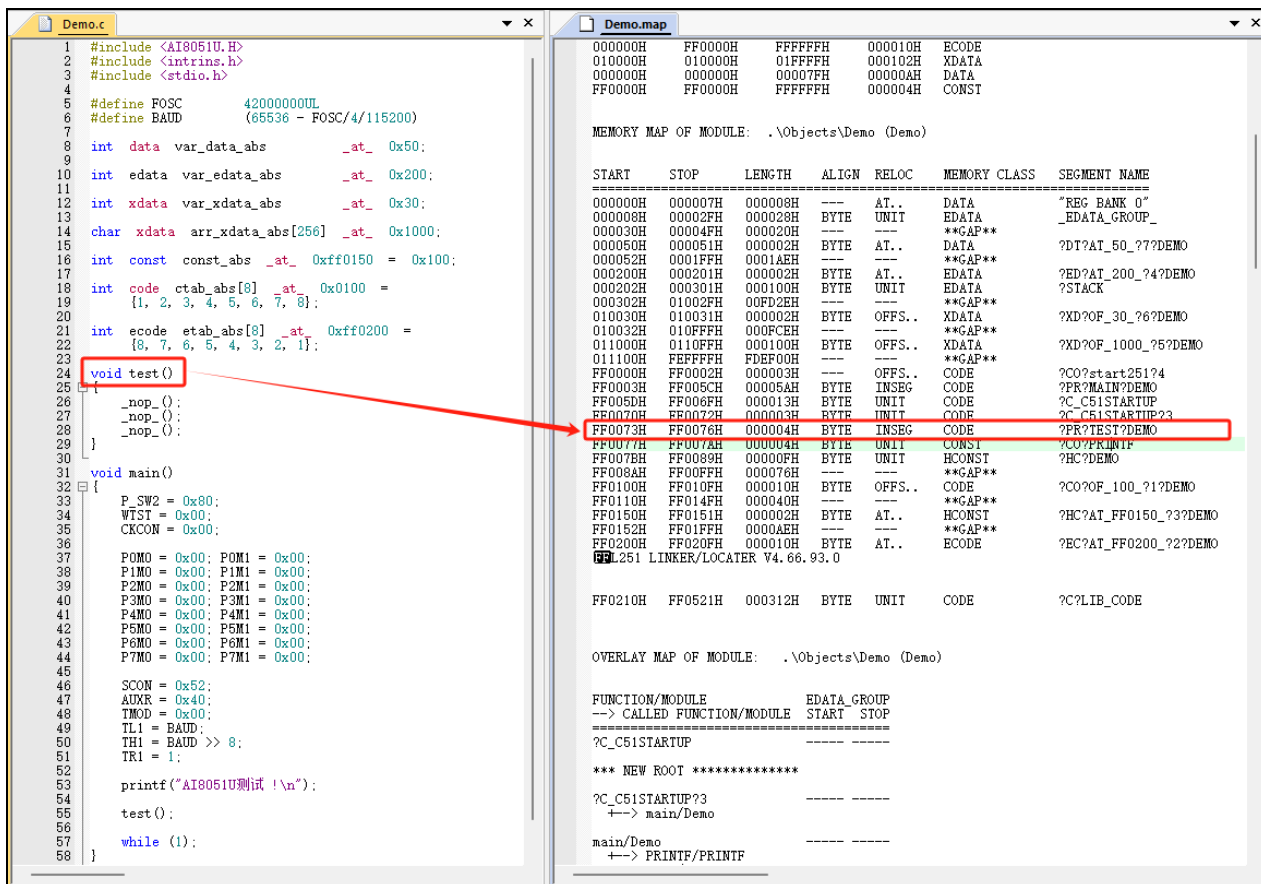 Demo.c
1 #include <AI8051U.H>
2 #include <intrins.h>
3 #include <stdio.h>
4
5 #define FOSC 42000000UL
6 #define BAUD (65536 - FOSC/4/115200)
7
8 int data var_data_abs _at_ 0x50;
9
10 int edata var_edata_abs _at_ 0x200;
11
12 int xdata var_xdata_abs _at_ 0x30;
13
14 char xdata arr_xdata_abs[256] _at_ 0x1000;
15
16 int const const_abs _at_ 0xff0150 = 0x100;
17
18 int code ctab_abs[8] _at_ 0x0100 =
19 {1, 2, 3, 4, 5, 6, 7, 8};
20
21 int ecode etab_abs[8] _at_ 0xff0200 =
22 {8, 7, 6, 5, 4, 3, 2, 1};
23
24 void test()
25 {
26 _nop_();
27 _nop_();
28 _nop_();
29 }
30
31 void main()
32 {
33 P_SW2 = 0x80;
34 WTST = 0x00;
35 CKCON = 0x00;
36
37 P0M0 = 0x00; P0M1 = 0x00;
38 P1M0 = 0x00; P1M1 = 0x00;
39 P2M0 = 0x00; P2M1 = 0x00;
40 P3M0 = 0x00; P3M1 = 0x00;
41 P4M0 = 0x00; P4M1 = 0x00;
42 P5M0 = 0x00; P5M1 = 0x00;
43 P6M0 = 0x00; P6M1 = 0x00;
44 P7M0 = 0x00; P7M1 = 0x00;
45
46 SCON = 0x52;
47 AUXR = 0x40;
48 TMOD = 0x00;
49 TL1 = BAUD;
50 TH1 = BAUD >> 8;
51 TR1 = 1;
52
53 printf("AI8051U测试 !\n");
54
55 test();
56
57 while (1);
58 }
Demo.map
000000H FF0000H FFFFFFH 000010H ECODE
010000H 010000H 01FFFFH 000102H XDATA
000000H 000000H 00007FH 00000AH DATA
FF0000H FF0000H FFFFFFH 000004H CONST
MEMORY MAP OF MODULE: .\Objects\Demo (Demo)
START STOP LENGTH ALIGN RELOC MEMORY CLASS SEGMENT NAME
=========================================================================
000000H 000007H 000008H --- AT.. DATA "REG BANK 0"
000008H 00002FH 000028H BYTE UNIT EDATA _EDATA_GROUP_
000030H 00004FH 000020H --- --- **GAP**
000050H 000051H 000002H BYTE AT.. DATA ?DT?AT_50_?7?DEMO
000052H 0001FFH 0001AEH --- --- **GAP**
000200H 000201H 000002H BYTE AT.. EDATA ?ED?AT_200_?4?DEMO
000202H 000301H 000100H BYTE UNIT EDATA ?STACK
000302H 01002FH 00FD2EH --- --- **GAP**
010030H 010031H 000002H BYTE OFFS.. XDATA ?XD?OF_30_?6?DEMO
010032H 010FFFH 000FCEH --- --- **GAP**
011000H 0110FFH 000100H BYTE OFFS.. XDATA ?XD?OF_1000_?5?DEMO
011100H FEFFFFH FDEF00H --- --- **GAP**
FF0000H FF0002H 000003H --- OFFS.. CODE ?CO?start251?4
FF0003H FF005CH 00005AH BYTE INSEG CODE ?PR?MAIN?DEMO
FF005DH FF006FH 000013H BYTE UNIT CODE ?C_C51STARTUP
FF0070H FF0072H 000003H BYTE UNIT CODE ?C_C51STARTUP?3
FF0073H FF0076H 000004H BYTE INSEG CODE ?PR?TEST?DEMO
FF0077H FF007AH 000004H BYTE UNIT CONST ?CO?PRINTF
FF007BH FF0089H 00000FH BYTE UNIT HCONST ?HC?DEMO
FF008AH FF00FFH 000076H --- --- **GAP**
FF0100H FF010FH 000010H BYTE OFFS.. CODE ?CO?OF_100_?1?DEMO
FF0110H FF014FH 000040H --- --- **GAP**
FF0150H FF0151H 000002H BYTE AT.. HCONST ?HC?AT_FF0150_?3?DEMO
FF0152H FF01FFH 0000AEH --- --- **GAP**
FF0200H FF020FH 000010H BYTE AT.. ECODE ?EC?AT_FF0200_?2?DEMO
FFL251 LINKER/LOCATER V4.66.93.0
FF0210H FF0521H 000312H BYTE UNIT CODE ?C?LIB_CODE
OVERLAY MAP OF MODULE: .\Objects\Demo (Demo)
FUNCTION/MODULE EDATA_GROUP
--> CALLED FUNCTION/MODULE START STOP
=======================================
?C_C51STARTUP ----- -----
*** NEW ROOT **************
?C_C51STARTUP?3 ----- -----
+--> main/Demo
main/Demo ----- -----
+--> PRINTF/PRINTF